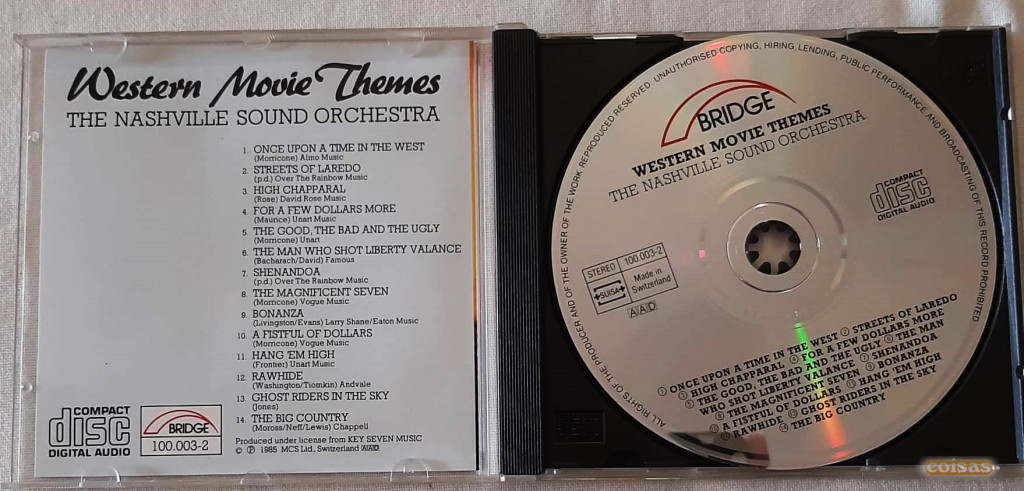 Western Movie Themes
THE NASHVILLE SOUND ORCHESTRA
1. ONCE UPON A TIME IN THE WEST
(Morricone) Almo Music
2. STREETS OF LAREDO
(p.d.) Over The Rainbow Music
3. HIGH CHAPPARAL
(Rose) David Rose Music
4. FOR A FEW DOLLARS MORE
(Maurice) Unart Music
5. THE GOOD, THE BAD AND THE UGLY
(Morricone) Unart
6. THE MAN WHO SHOT LIBERTY VALANCE
(Bacharach/David) Famous
7. SHENANDOA
(p.d.) Over the Rainbow Music
8. THE MAGNIFICENT SEVEN
(Morricone) Vogue Music
9. BONANZA
(Livingston/Evans) Larry Shane/Eaton Music
10. A FISTFUL OF DOLLARS
(Morricone) Vogue Music
11. HANG 'EM HIGH
(Frontier) Unart Music
12. RAWHIDE
(Washington/Tiomkin) Andvale
13. GHOST RIDERS IN THE SKY
(Jones)
14. THE BIG COUNTRY
(Moross/Neff/Lewis) Chappell
Produced under license from KEY SEVEN MUSIC
© ℗ 1985 MCS Ltd, Switzerland AAD
COMPACT
disc
DIGITAL AUDIO
BRIDGE
100.003-2
ALL RIGHTS OF THE PRODUCER AND OF THE OWNER OF THE WORK REPRODUCED RESERVED UNAUTHORISED COPYING, HIRING, LENDING, PUBLIC PERFORMANCE AND BROADCASTING OF THIS RECORD PROHIBITED
BRIDGE
WESTERN MOVIE THEMES
THE NASHVILLE SOUND ORCHESTRA
COMPACT
disc
DIGITAL AUDIO
STEREO 100.003-2
SUISA Made in
Switzerland
AAD
① ONCE UPON A TIME IN THE WEST ② STREETS OF LAREDO
③ HIGH CHAPPARAL ④ FOR A FEW DOLLARS MORE
⑤ THE GOOD, THE BAD AND THE UGLY ⑥ THE MAN
WHO SHOT LIBERTY VALANCE ⑦ SHENANDOA
⑧ THE MAGNIFICENT SEVEN ⑨ BONANZA
⑩ A FISTFUL OF DOLLARS ⑪ HANG 'EM HIGH
⑫ RAWHIDE ⑬ GHOST RIDERS IN THE SKY
⑭ THE BIG COUNTRY
coisas